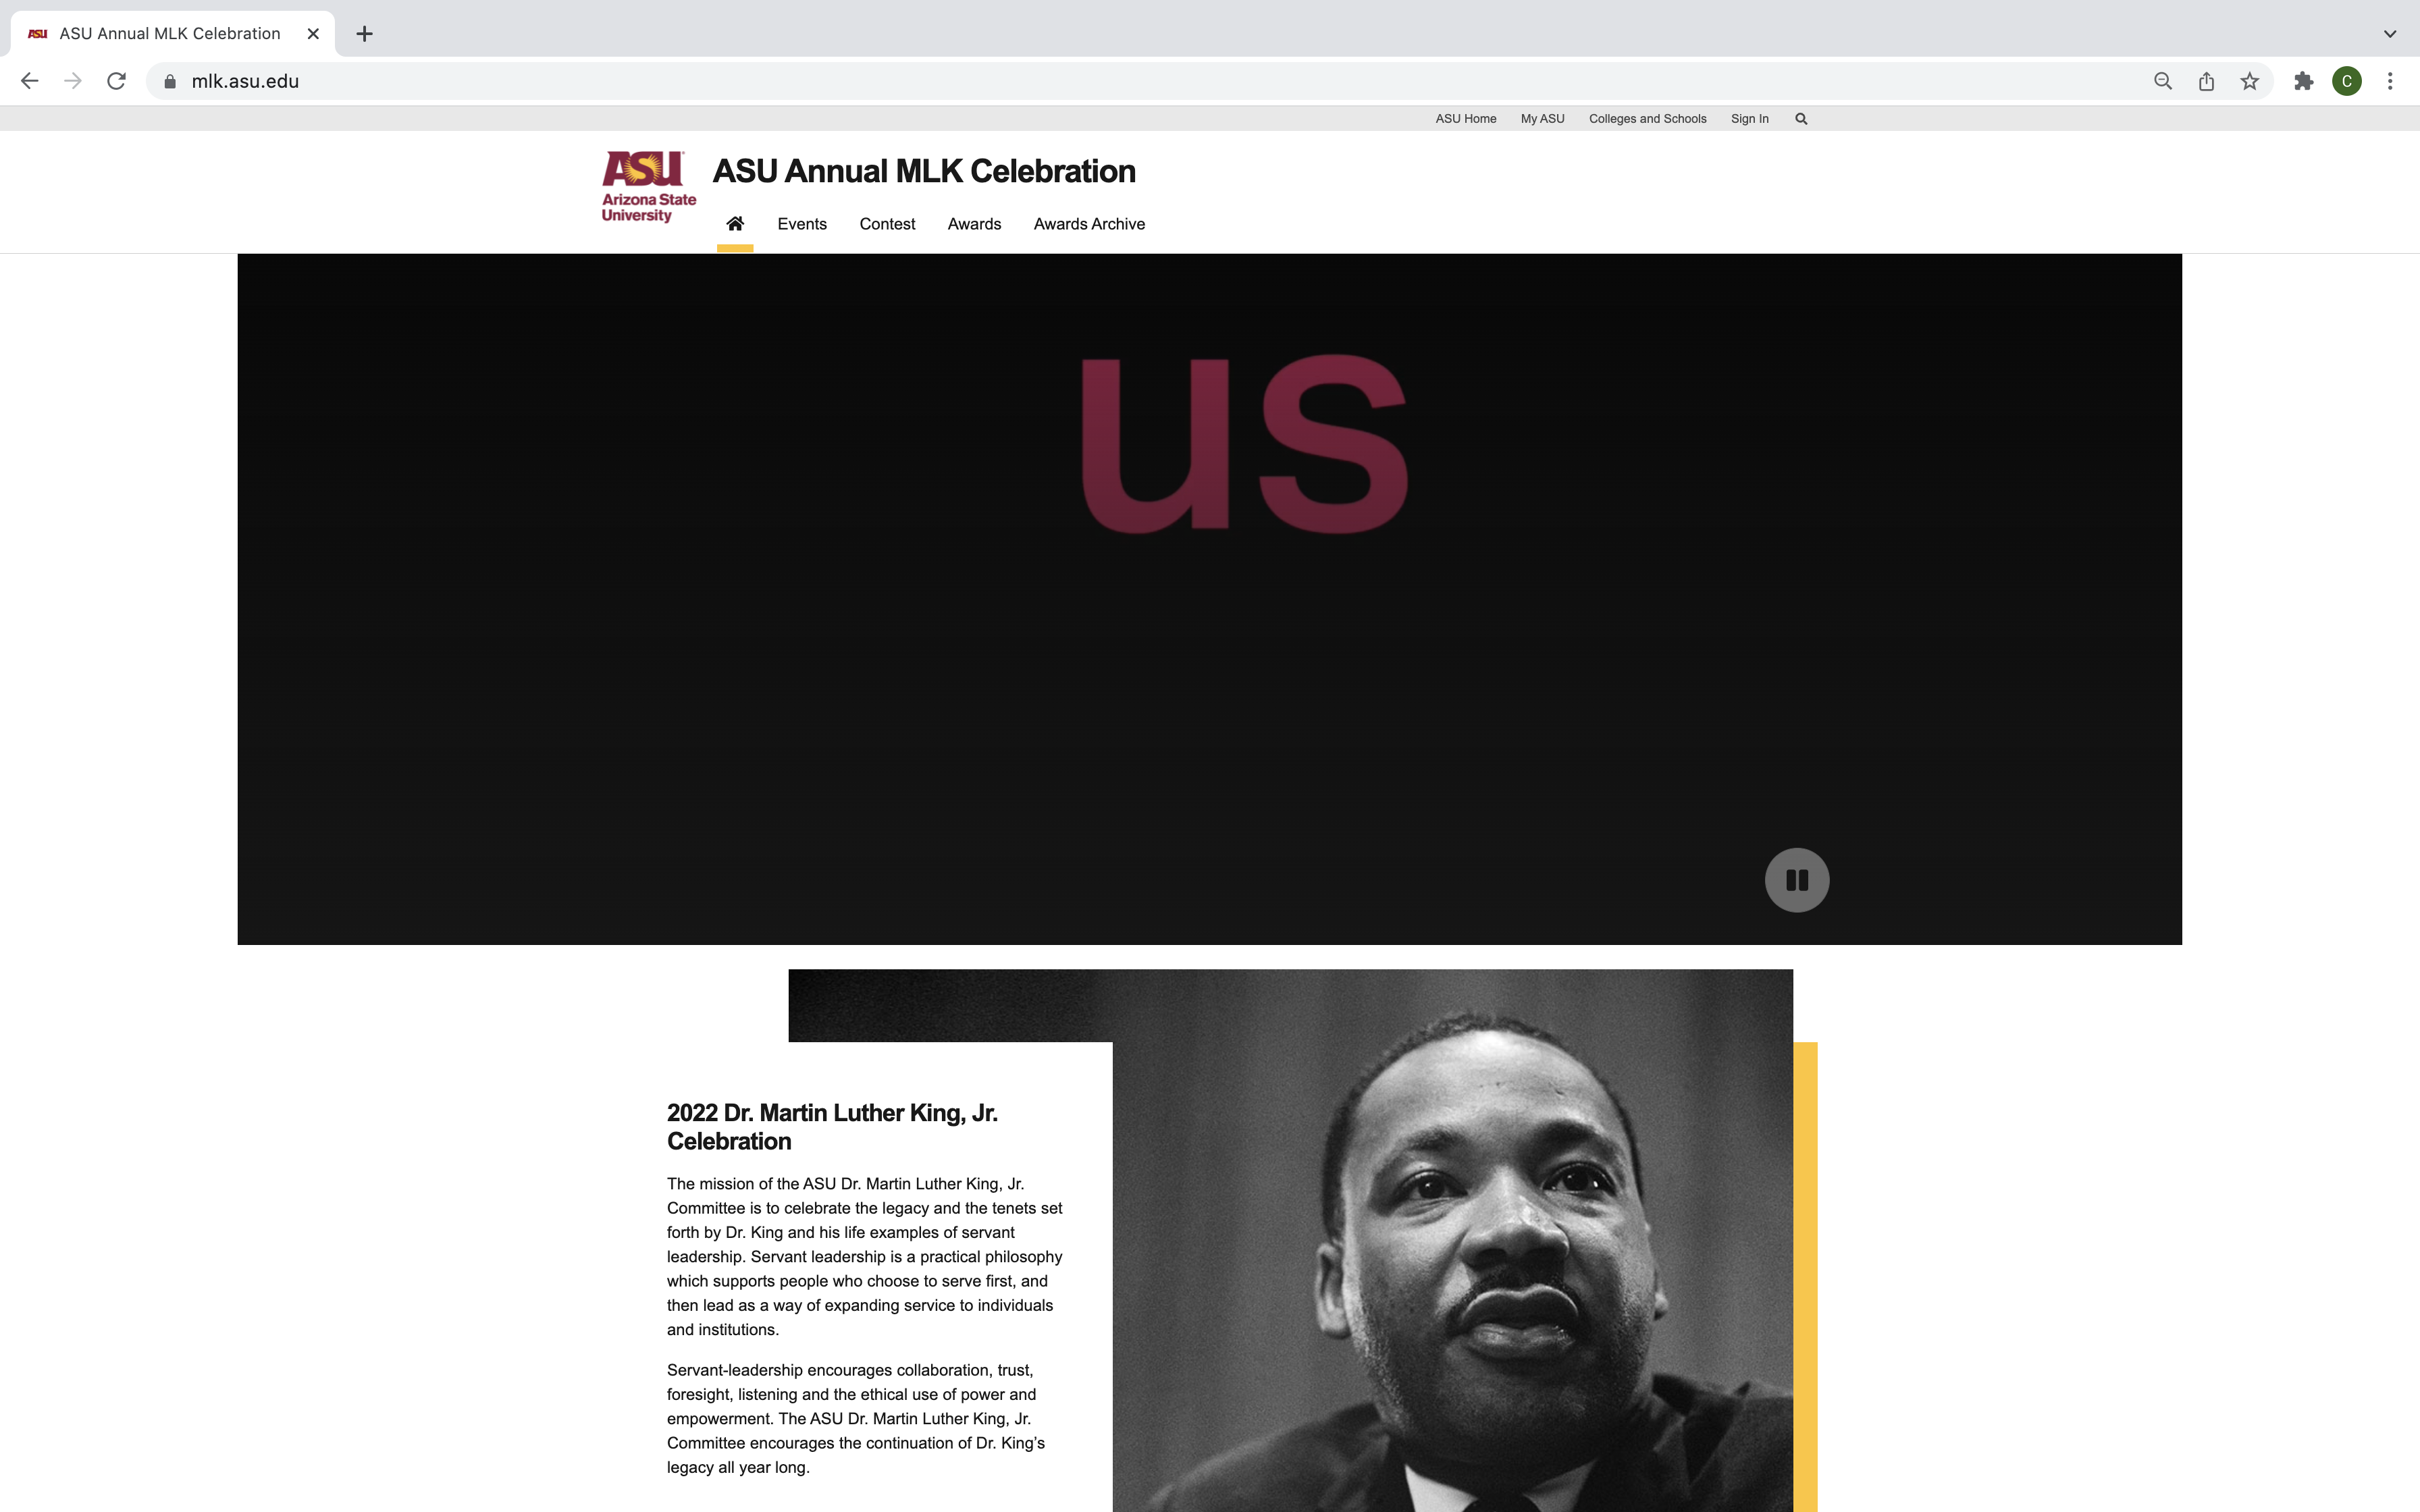 ASU ASU Annual MLK Celebration
mlk.asu.edu
C
ASU Home My ASU Colleges and Schools Sign In
ASU
Arizona State
University
ASU Annual MLK Celebration
Events Contest Awards Awards Archive
us
2022 Dr. Martin Luther King, Jr.
Celebration
The mission of the ASU Dr. Martin Luther King, Jr.
Committee is to celebrate the legacy and the tenets set
forth by Dr. King and his life examples of servant
leadership. Servant leadership is a practical philosophy
which supports people who choose to serve first, and
then lead as a way of expanding service to individuals
and institutions.
Servant-leadership encourages collaboration, trust,
foresight, listening and the ethical use of power and
empowerment. The ASU Dr. Martin Luther King, Jr.
Committee encourages the continuation of Dr. King’s
legacy all year long.